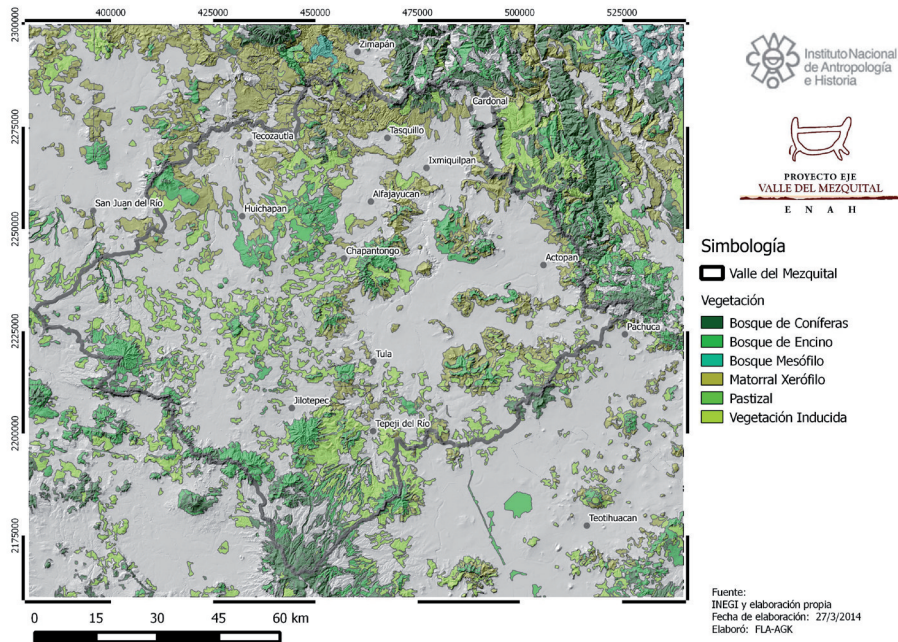 400000 425000 450000 475000 500000 525000
2300000
2275000
2250000
2225000
2200000
2175000
Zimapán
Cardonal
Tecozautla
Tasquillo
Ixmiquilpan
San Juan del Río
Huichapan
Alfajayucan
Chapantongo
Actopan
Pachuca
Tula
Jilotepec
Tepeji del Río
Teotihuacan
0 15 30 45 60 km
Instituto Nacional
de Antropología
e Historia
PROYECTO EJE
VALLE DEL MEZQUITAL
E N A H
Simbología
Valle del Mezquital
Vegetación
Bosque de Coníferas
Bosque de Encino
Bosque Mesófilo
Matorral Xerófilo
Pastizal
Vegetación Inducida
Fuente:
INEGI y elaboración propia
Fecha de elaboración: 27/3/2014
Elaboró: FLA-AGK